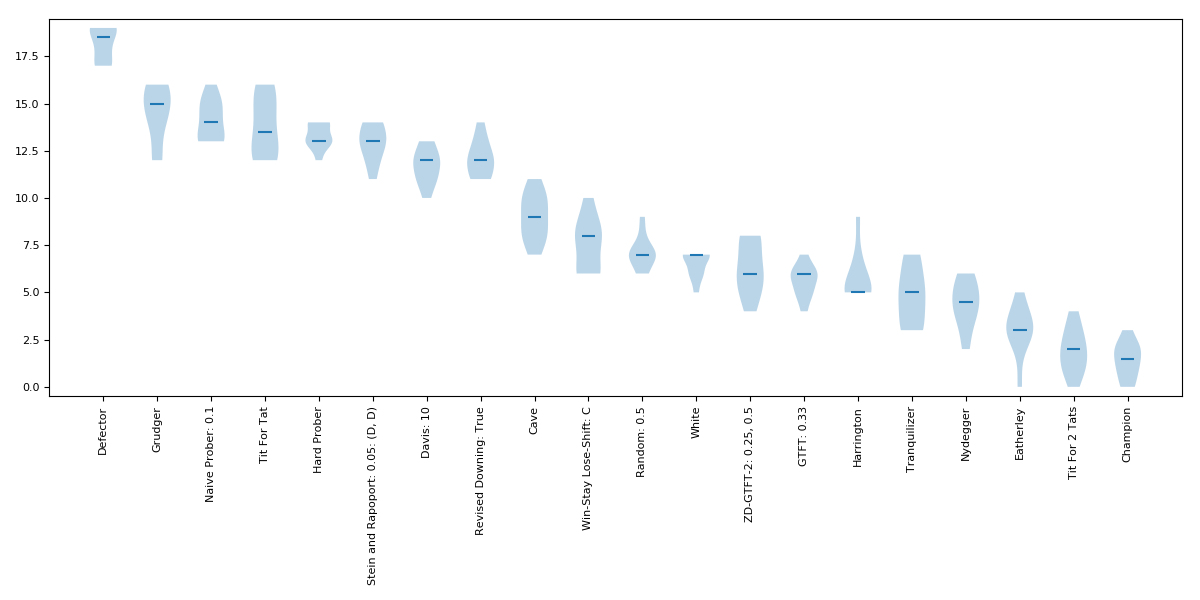 17.5
15.0
12.5
10.0
7.5
5.0
2.5
0.0
Defector
Grudger
Naive Prober: 0.1
Tit For Tat
Hard Prober
Stein and Rapoport: 0.05: (D, D)
Davis: 10
Revised Downing: True
Cave
Win-Stay Lose-Shift: C
Random: 0.5
White
ZD-GTFT-2: 0.25, 0.5
GTFT: 0.33
Harrington
Tranquilizer
Nydegger
Eatherley
Tit For 2 Tats
Champion